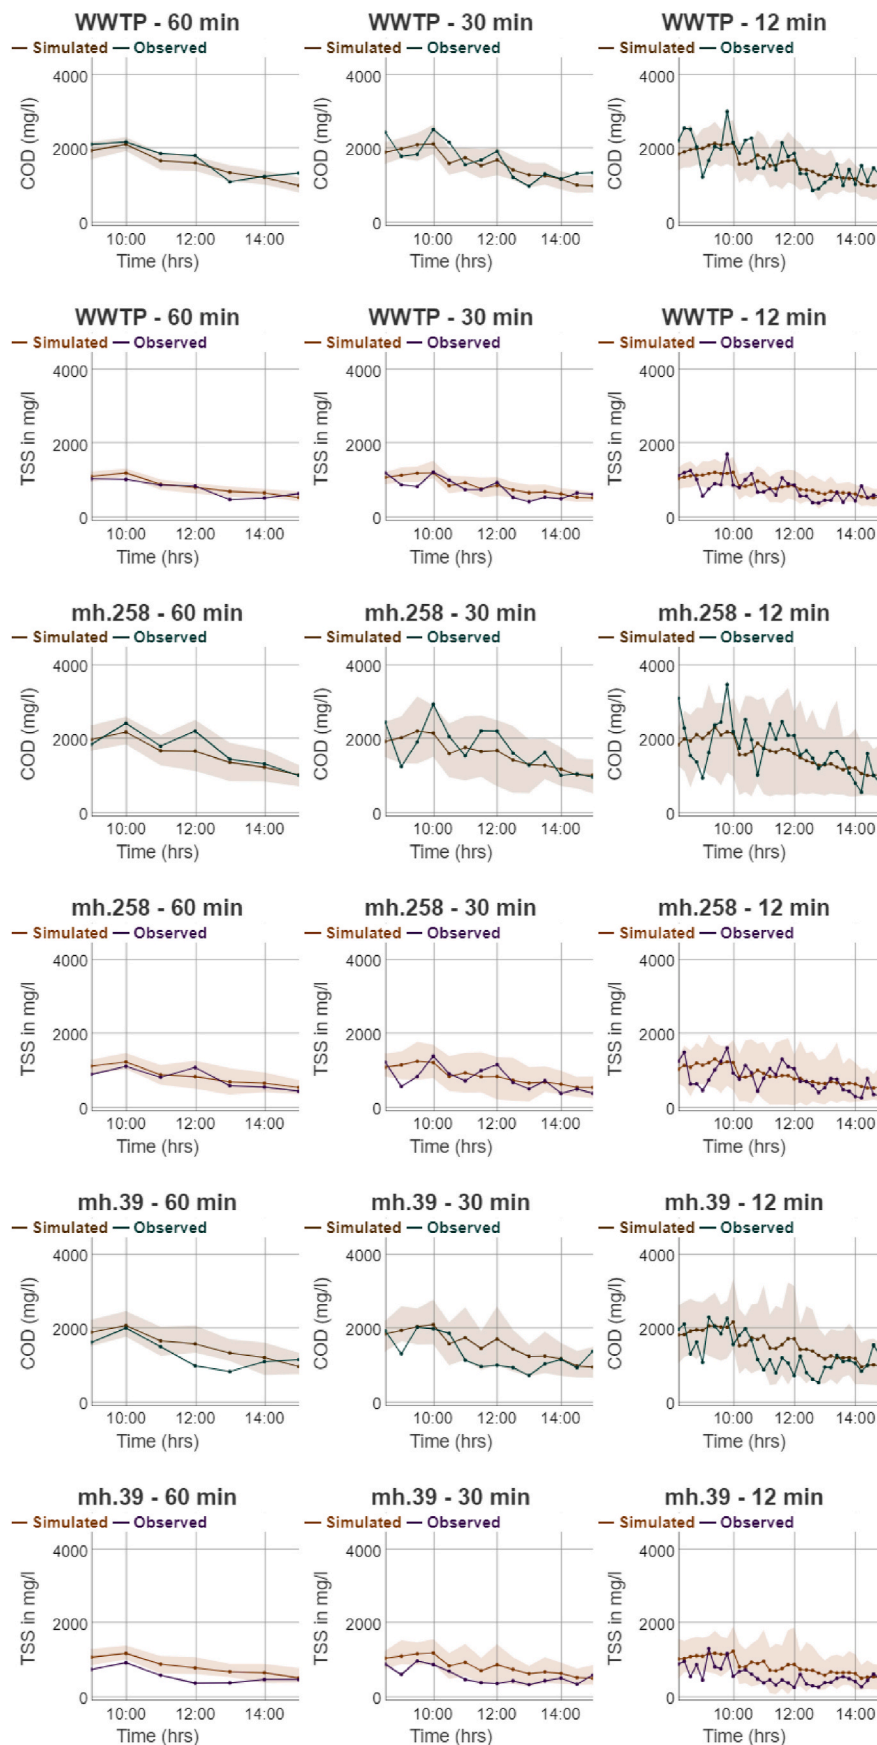 WWTP - 60 min WWTP - 30 min WWTP - 12 min
— Simulated — Observed — Simulated — Observed — Simulated — Observed
COD (mg/l) 4000 COD (mg/l) 4000 COD (mg/l) 4000
2000 2000 2000
0 0 0
10:00 12:00 14:00 10:00 12:00 14:00 10:00 12:00 14:00
Time (hrs) Time (hrs) Time (hrs)
WWTP - 60 min WWTP - 30 min WWTP - 12 min
— Simulated — Observed — Simulated — Observed — Simulated — Observed
TSS in mg/l 4000 TSS in mg/l 4000 TSS in mg/l 4000
2000 2000 2000
0 0 0
10:00 12:00 14:00 10:00 12:00 14:00 10:00 12:00 14:00
Time (hrs) Time (hrs) Time (hrs)
mh.258 - 60 min mh.258 - 30 min mh.258 - 12 min
— Simulated — Observed — Simulated — Observed — Simulated — Observed
COD (mg/l) 4000 COD (mg/l) 4000 COD (mg/l) 4000
2000 2000 2000
0 0 0
10:00 12:00 14:00 10:00 12:00 14:00 10:00 12:00 14:00
Time (hrs) Time (hrs) Time (hrs)
mh.258 - 60 min mh.258 - 30 min mh.258 - 12 min
— Simulated — Observed — Simulated — Observed — Simulated — Observed
TSS in mg/l 4000 TSS in mg/l 4000 TSS in mg/l 4000
2000 2000 2000
0 0 0
10:00 12:00 14:00 10:00 12:00 14:00 10:00 12:00 14:00
Time (hrs) Time (hrs) Time (hrs)
mh.39 - 60 min mh.39 - 30 min mh.39 - 12 min
— Simulated — Observed — Simulated — Observed — Simulated — Observed
COD (mg/l) 4000 COD (mg/l) 4000 COD (mg/l) 4000
2000 2000 2000
0 0 0
10:00 12:00 14:00 10:00 12:00 14:00 10:00 12:00 14:00
Time (hrs) Time (hrs) Time (hrs)
mh.39 - 60 min mh.39 - 30 min mh.39 - 12 min
— Simulated — Observed — Simulated — Observed — Simulated — Observed
TSS in mg/l 4000 TSS in mg/l 4000 TSS in mg/l 4000
2000 2000 2000
0 0 0
10:00 12:00 14:00 10:00 12:00 14:00 10:00 12:00 14:00
Time (hrs) Time (hrs) Time (hrs)